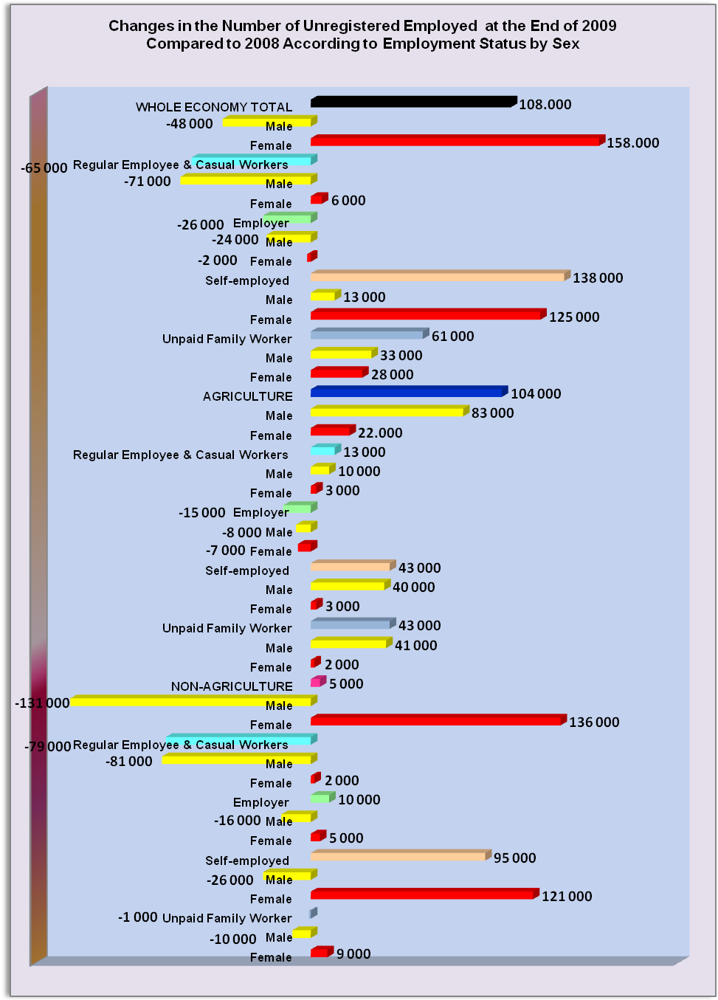 Changes in the Number of Unregistered Employed at the End of 2009
Compared to 2008 According to Employment Status by Sex
WHOLE ECONOMY TOTAL 108.000
-48 000 Male
Female 158.000
-65 000 Regular Employee & Casual Workers
-71 000 Male
Female 6 000
-26 000 Employer
-24 000 Male
-2 000 Female
Self-employed 138 000
Male 13 000
Female 125 000
Unpaid Family Worker 61 000
Male 33 000
Female 28 000
AGRICULTURE 104 000
Male 83 000
Female 22.000
Regular Employee & Casual Workers 13 000
Male 10 000
Female 3 000
-15 000 Employer
-8 000 Male
-7 000 Female
Self-employed 43 000
Male 40 000
Female 3 000
Unpaid Family Worker 43 000
Male 41 000
Female 2 000
NON-AGRICULTURE 5 000
-131 000 Male
Female 136 000
-79 000 Regular Employee & Casual Workers
-81 000 Male
Female 2 000
Employer 10 000
-16 000 Male
Female 5 000
Self-employed 95 000
-26 000 Male
Female 121 000
-1 000 Unpaid Family Worker
-10 000 Male
Female 9 000